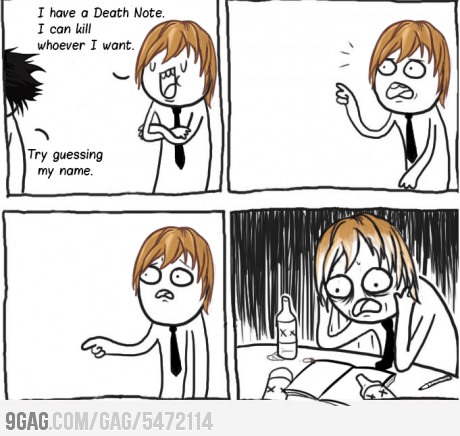 I have a Death Note.
I can kill
whoever I want.
Try guessing
my name.
X X
X X
X X
9GAG.COM/GAG/5472114